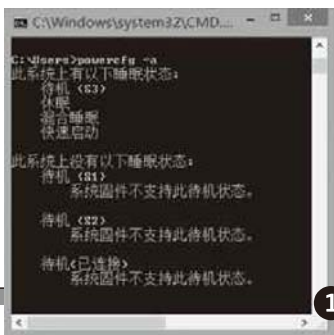 C:\Windows\system32\CMD....
C:\Users>powercfg -a
此系统上有以下睡眠状态:
待机 (S3)
休眠
混合睡眠
快速启动
此系统上没有以下睡眠状态:
待机 (S1)
系统固件不支持此待机状态。
待机 (S2)
系统固件不支持此待机状态。
待机(已连接)
系统固件不支持此待机状态。
1